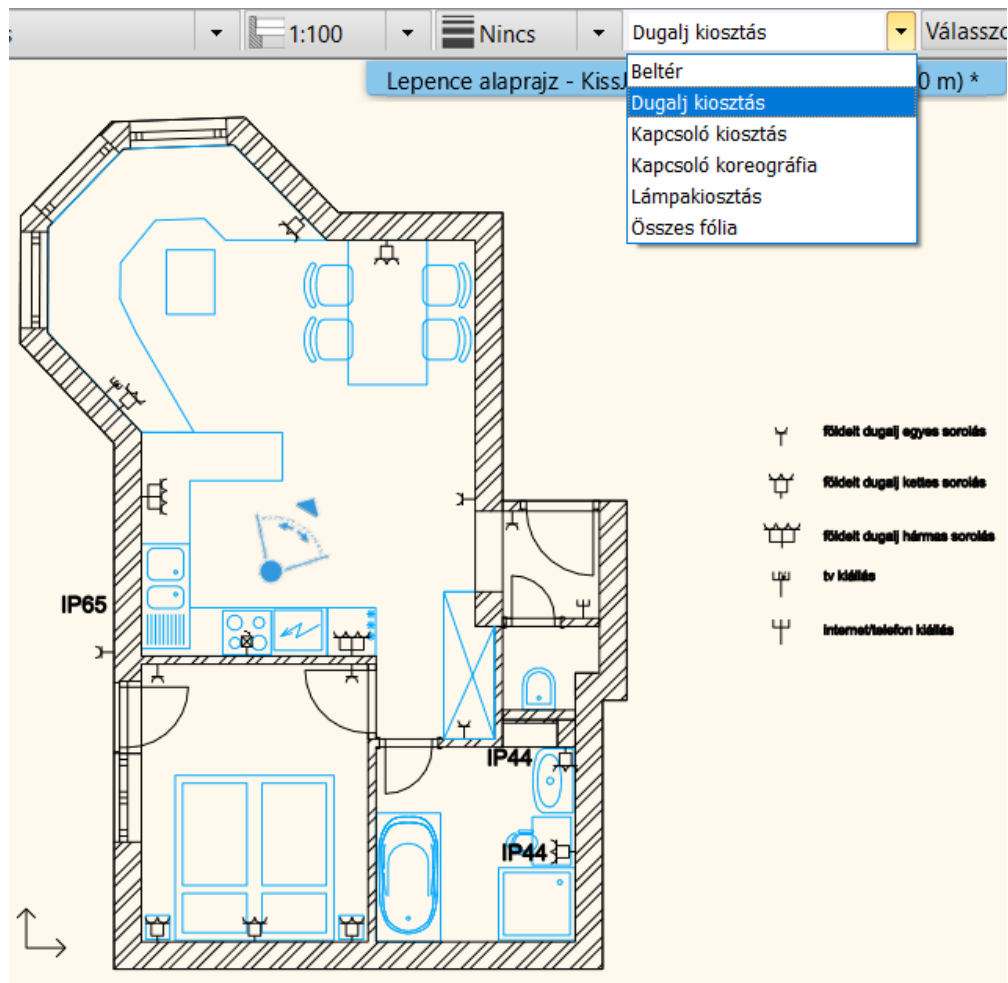 1:100
Nincs
Dugalj kiosztás
Lepence alaprajz - Kiss
0 m) *
Beltér
Dugalj kiosztás
Kapcsoló kiosztás
Kapcsoló koreográfia
Lámpakiosztás
Összes fólia
földelt dugalj egyes sorolás
földelt dugalj kettes sorolás
földelt dugalj hármas sorolás
tv kiállás
internet/telefon kiállás
IP65
IP44
IP44